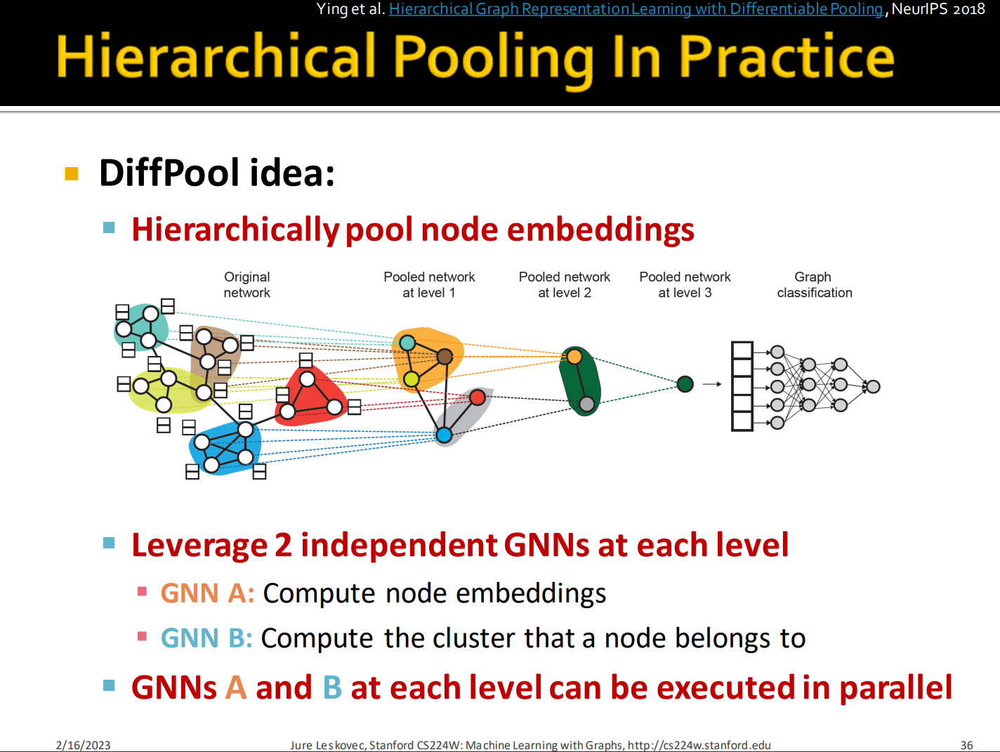 Ying et al. Hierarchical Graph Representation Learning with Differentiable Pooling, NeurIPS 2018
Hierarchical Pooling In Practice
DiffPool idea:
Hierarchically pool node embeddings
Original network
Pooled network at level 1
Pooled network at level 2
Pooled network at level 3
Graph classification
Leverage 2 independent GNNs at each level
GNN A: Compute node embeddings
GNN B: Compute the cluster that a node belongs to
GNNs A and B at each level can be executed in parallel
2/16/2023
Jure Leskovec, Stanford CS224W: Machine Learning with Graphs, http://cs224w.stanford.edu
36